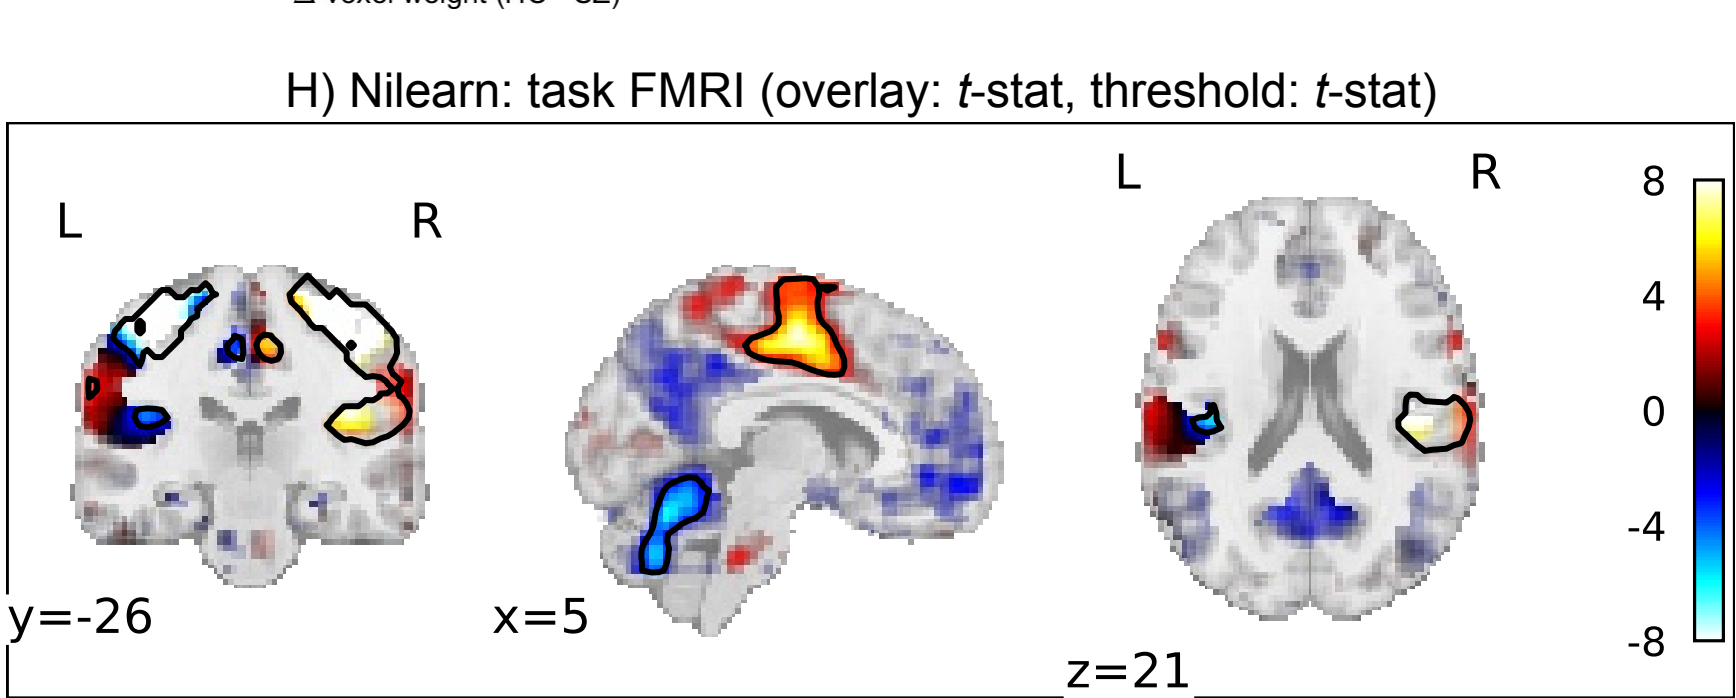 H) Nilearn: task FMRI (overlay: t-stat, threshold: t-stat)
L R
L R
8
4
0
-4
-8
y=-26
x=5
z=21